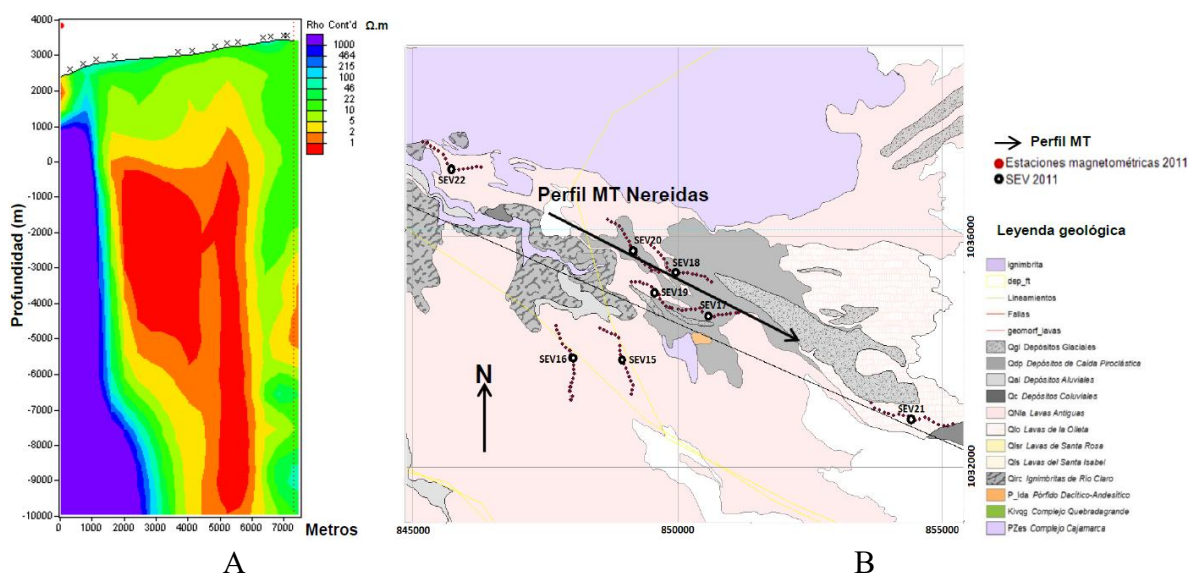 A
4000
3000
2000
1000
0
-1000
-2000
-3000
-4000
-5000
-6000
-7000
-8000
-9000
-10000
Profundidad (m)
0 1000 2000 3000 4000 5000 6000 7000
Metros
Rho Cont'd Ω.m
1000
464
215
100
46
22
10
5
2
1
A
SEV22
Perfil MT Nereidas
SEV20
SEV18
SEV19
SEV17
SEV16
SEV15
SEV21
N
1036000
1032000
845000
850000
855000
B
Perfil MT
Estaciones magnetométricas 2011
SEV 2011
Leyenda geológica
Ignimbrita
dep_ft
Lineamientos
Fallas
geomorf_lavas
Qgl Depósitos Glaciales
Qdp Depósitos de Caída Piroclástica
Qal Depósitos Aluviales
Qc Depósitos Coluviales
QNla Lavas Antiguas
Qlo Lavas de la Olleta
Qlsr Lavas de Santa Rosa
Qls Lavas del Santa Isabel
Qirc Ignimbritas de Río Claro
P_lda Pórfido Dacítico-Andesítico
Kivqg Complejo Quebradagrande
PZes Complejo Cajamarca